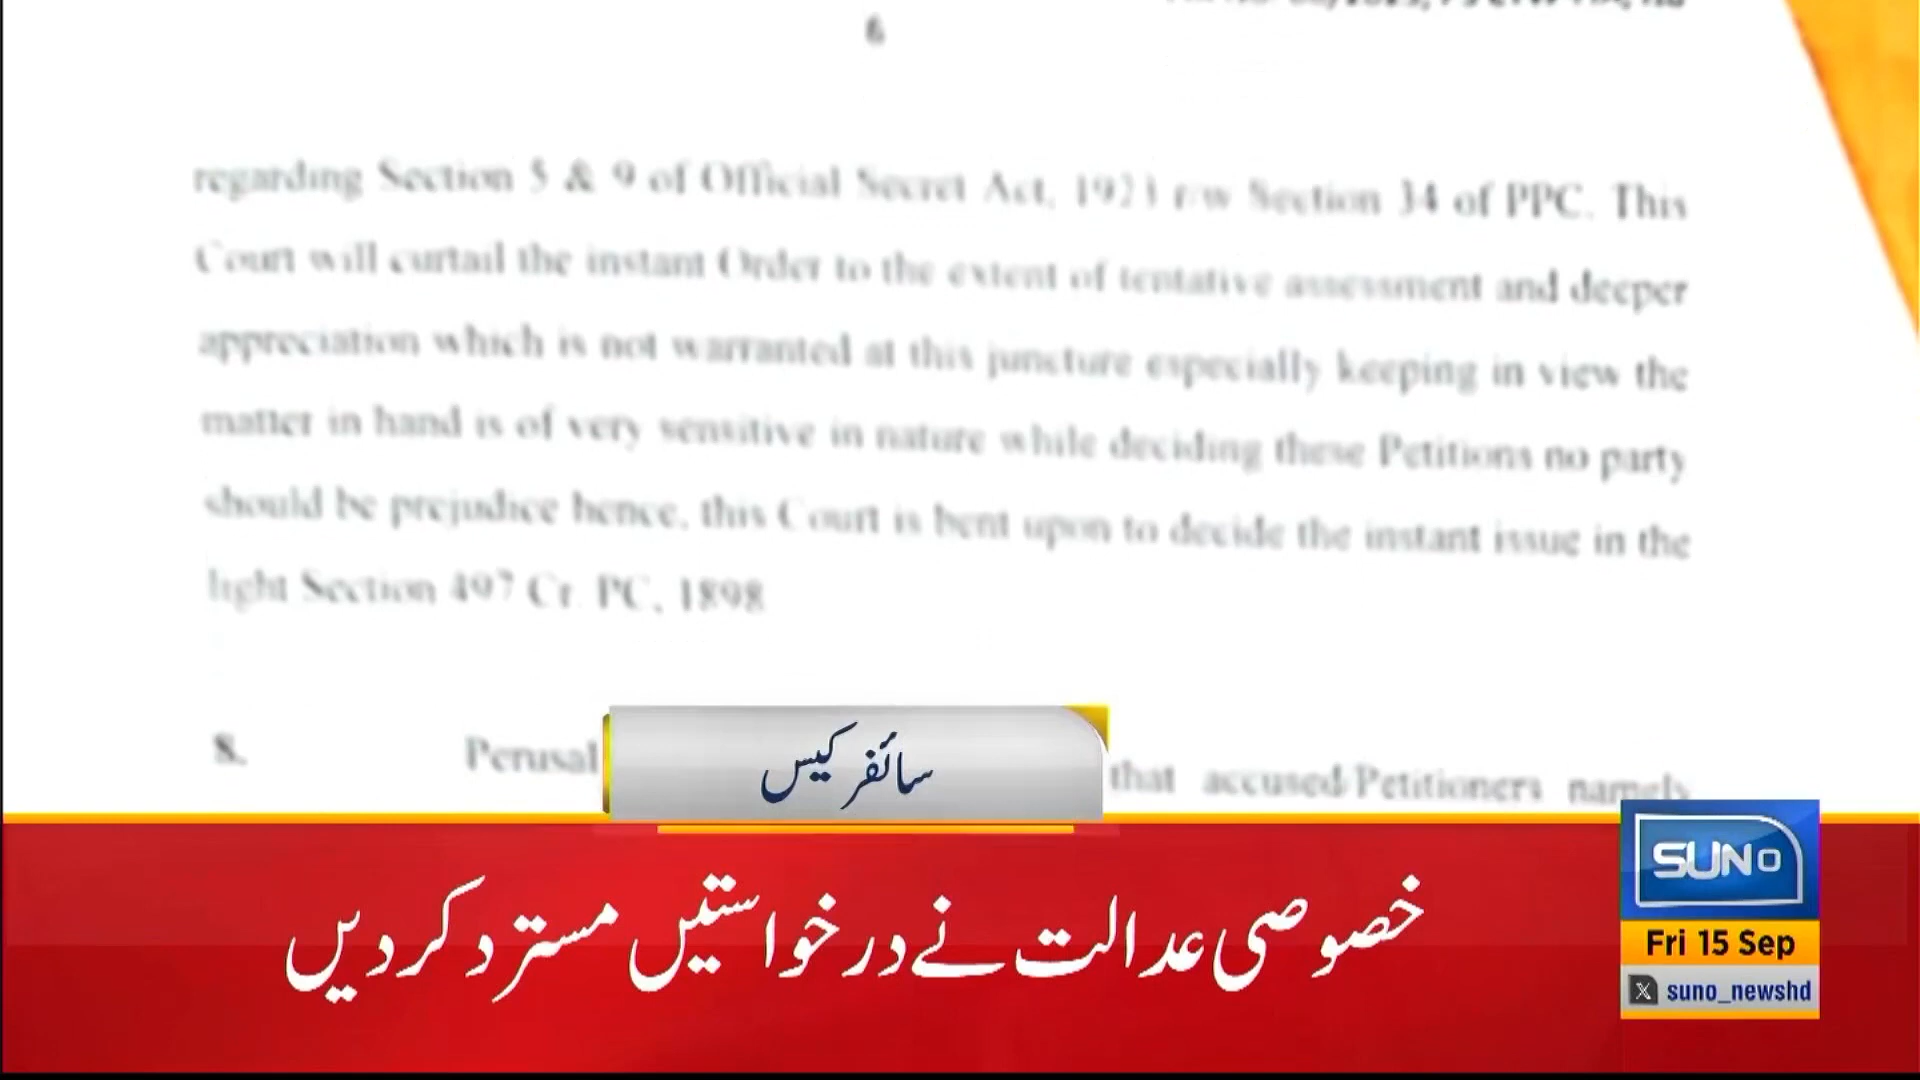 6
regarding Section 5 & 9 of Official Secret Act, 1923 r/w Section 34 of PPC. This
Court will curtail the instant Order to the extent of tentative assessment and deeper
appreciation which is not warranted at this juncture especially keeping in view the
matter in hand is of very sensitive in nature while deciding these Petitions no party
should be prejudice hence, this Court is bent upon to decide the instant issue in the
light Section 497 Cr. PC, 1898
8. Perusal that accused/Petitioners namely
سائفر کیس
خصوصی عدالت نے درخواستیں مسترد کردیں
SUNO
Fri 15 Sep
suno_newshd